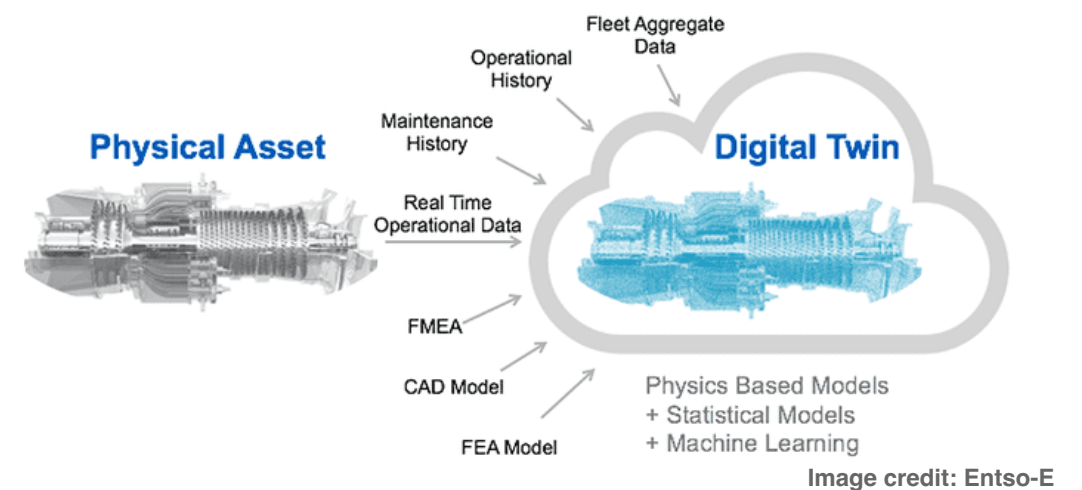 Fleet Aggregate
Data
Operational
History
Maintenance
History
Physical Asset
Digital Twin
Real Time
Operational Data
FMEA
CAD Model
FEA Model
Physics Based Models
+ Statistical Models
+ Machine Learning
Image credit: Entso-E